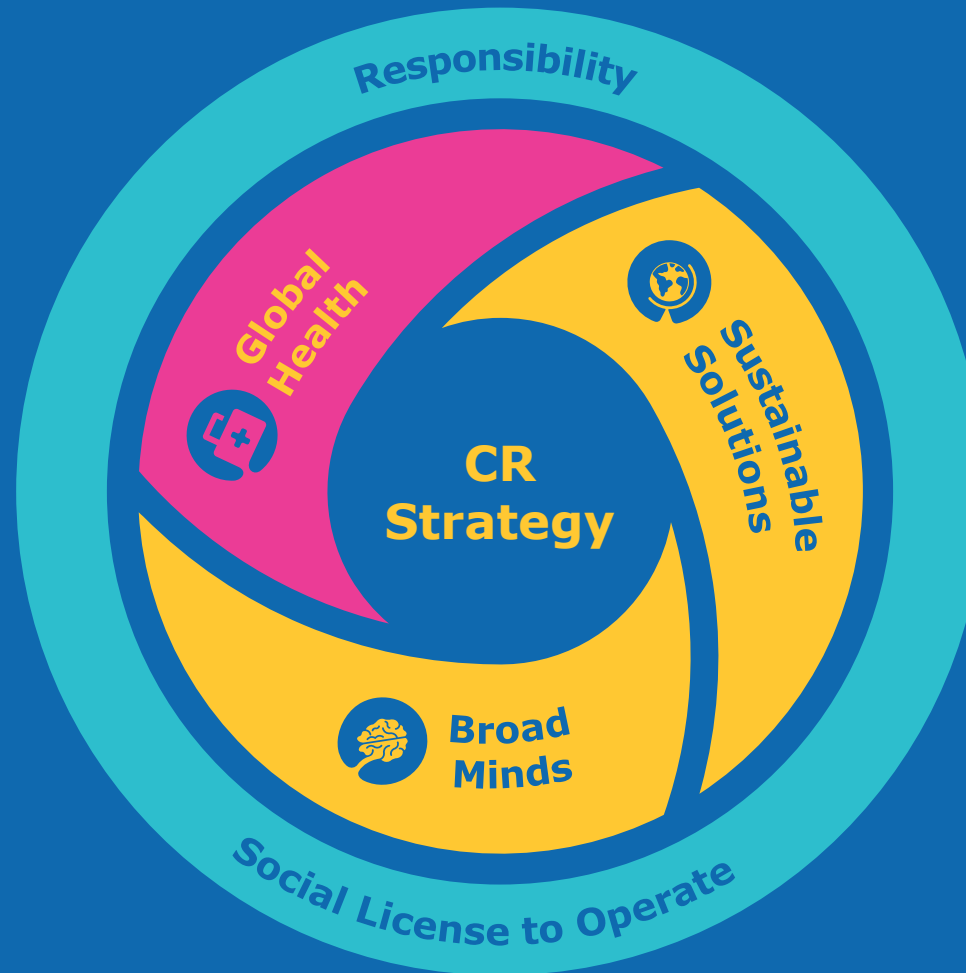 Responsibility
Global
Health
Sustainable
Solutions
CR
Strategy
Broad
Minds
Social License to Operate